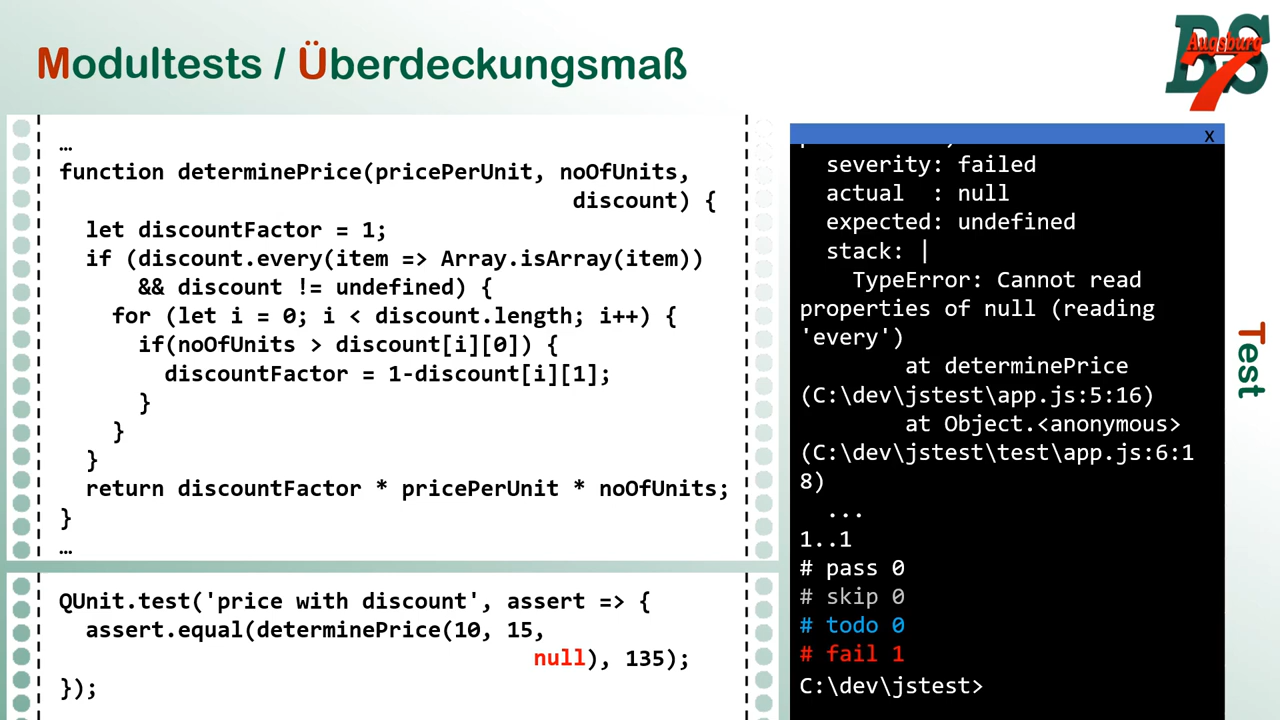 Modultests / Überdeckungsmaß
BS
Augsburg
7
…
function determinePrice(pricePerUnit, noOfUnits,
discount) {
let discountFactor = 1;
if (discount.every(item => Array.isArray(item))
&& discount != undefined) {
for (let i = 0; i < discount.length; i++) {
if(noOfUnits > discount[i][0]) {
discountFactor = 1-discount[i][1];
}
}
}
return discountFactor * pricePerUnit * noOfUnits;
}
…
QUnit.test('price with discount', assert => {
assert.equal(determinePrice(10, 15,
null), 135);
});
x
severity: failed
actual  : null
expected: undefined
stack: |
TypeError: Cannot read
properties of null (reading
'every')
at determinePrice
(C:\dev\jstest\app.js:5:16)
at Object.<anonymous>
(C:\dev\jstest\test\app.js:6:1
8)
...
1..1
# pass 0
# skip 0
# todo 0
# fail 1
C:\dev\jstest>
Test